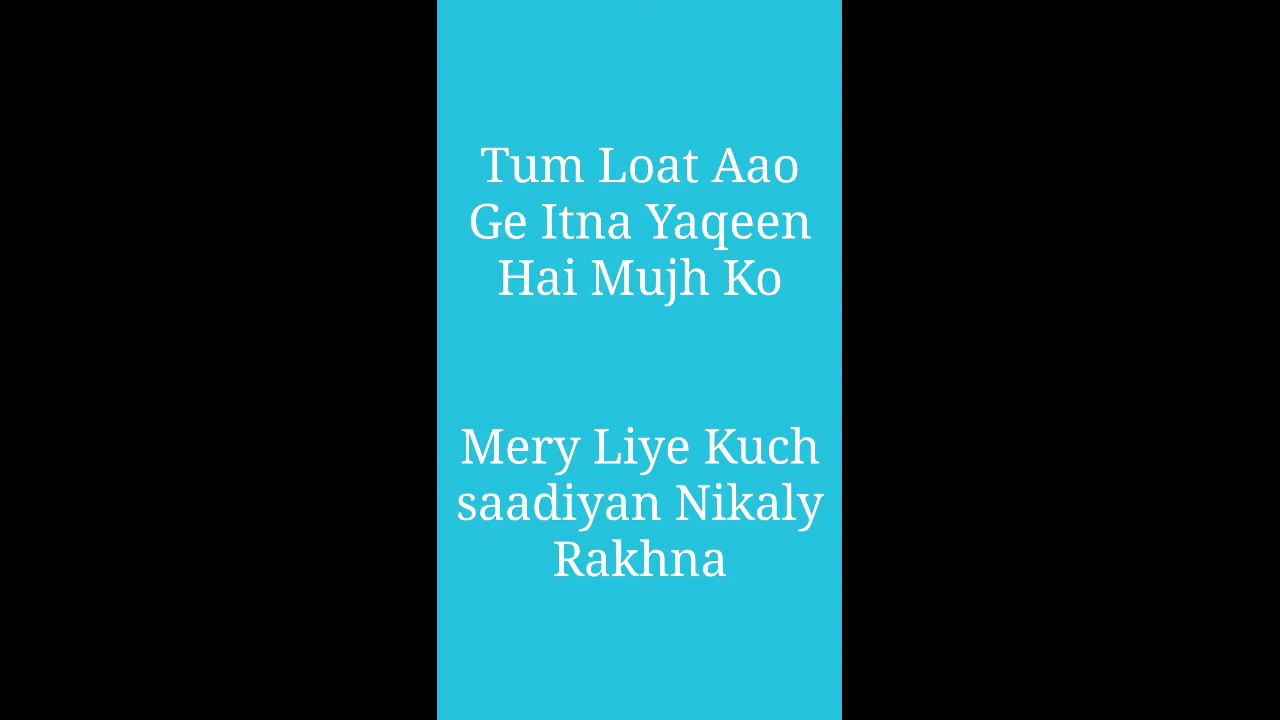 Tum Loat Aao
Ge Itna Yaqeen
Hai Mujh Ko
Mery Liye Kuch
saadiyan Nikaly
Rakhna